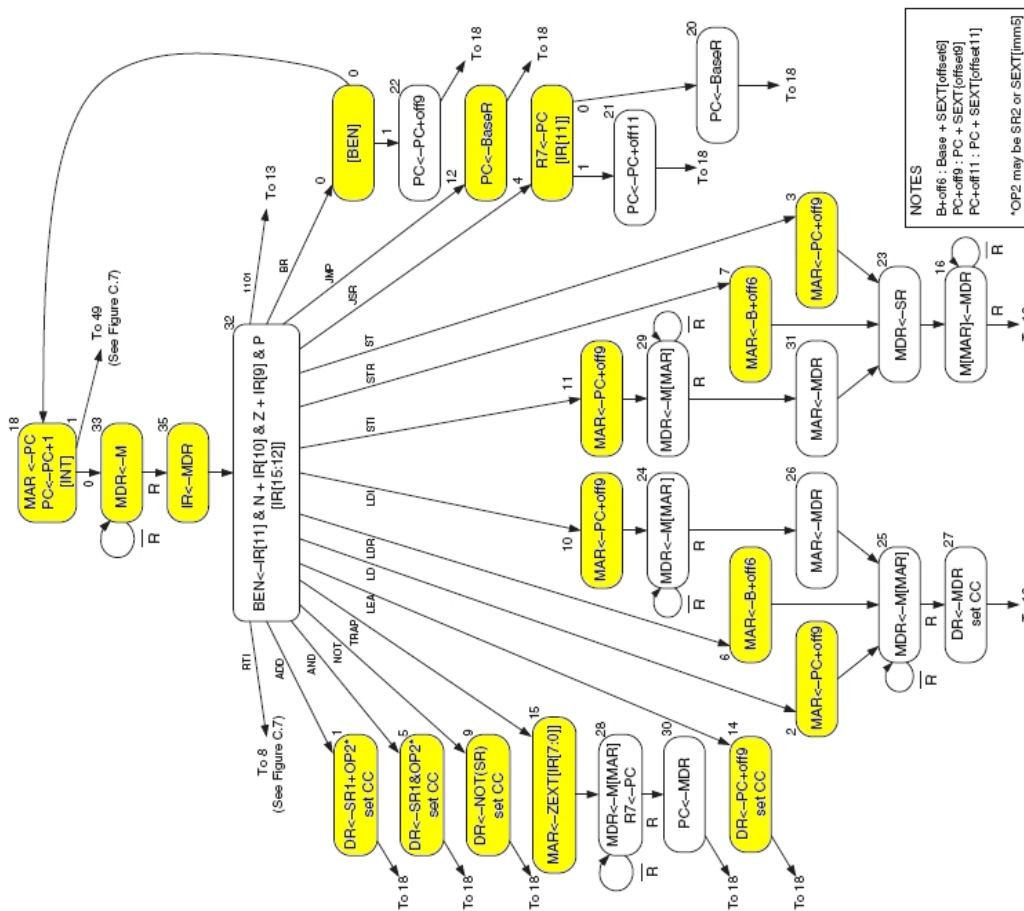 18
MAR <–PC
PC<–PC+1
[INT]
0
1
To 49
(See Figure C.7)
33
MDR<–M
R
R
35
IR<–MDR
32
BEN<–IR[11] & N + IR[10] & Z + IR[9] & P
[IR[15:12]]
RTI
To 8
(See Figure C.7)
ADD
1
DR<–SR1+OP2*
set CC
To 18
AND
5
DR<–SR1&OP2*
set CC
To 18
NOT
9
DR<–NOT(SR)
set CC
To 18
TRAP
15
MAR<–ZEXT[IR[7:0]]
28
MDR<–M[MAR]
R7<–PC
R
R
30
PC<–MDR
To 18
LEA
14
DR<–PC+off9
set CC
To 18
LD
2
MAR<–PC+off9
LDR
6
MAR<–B+off6
LDI
10
MAR<–PC+off9
24
MDR<–M[MAR]
R
R
26
MAR<–MDR
25
MDR<–M[MAR]
R
R
27
DR<–MDR
set CC
STI
11
MAR<–PC+off9
29
MDR<–M[MAR]
R
R
31
MAR<–MDR
STR
7
MAR<–B+off6
ST
3
MAR<–PC+off9
23
MDR<–SR
16
M[MAR]<–MDR
R
R
JSR
4
R7<–PC
[IR[11]]
0
1
21
PC<–PC+off11
To 18
20
PC<–BaseR
To 18
JMP
12
PC<–BaseR
To 18
BR
0
[BEN]
0
1
22
PC<–PC+off9
To 18
1101
To 13
NOTES
B+off6 : Base + SEXT[offset6]
PC+off9 : PC + SEXT[offset9]
PC+off11 : PC + SEXT[offset11]
*OP2 may be SR2 or SEXT[imm5]